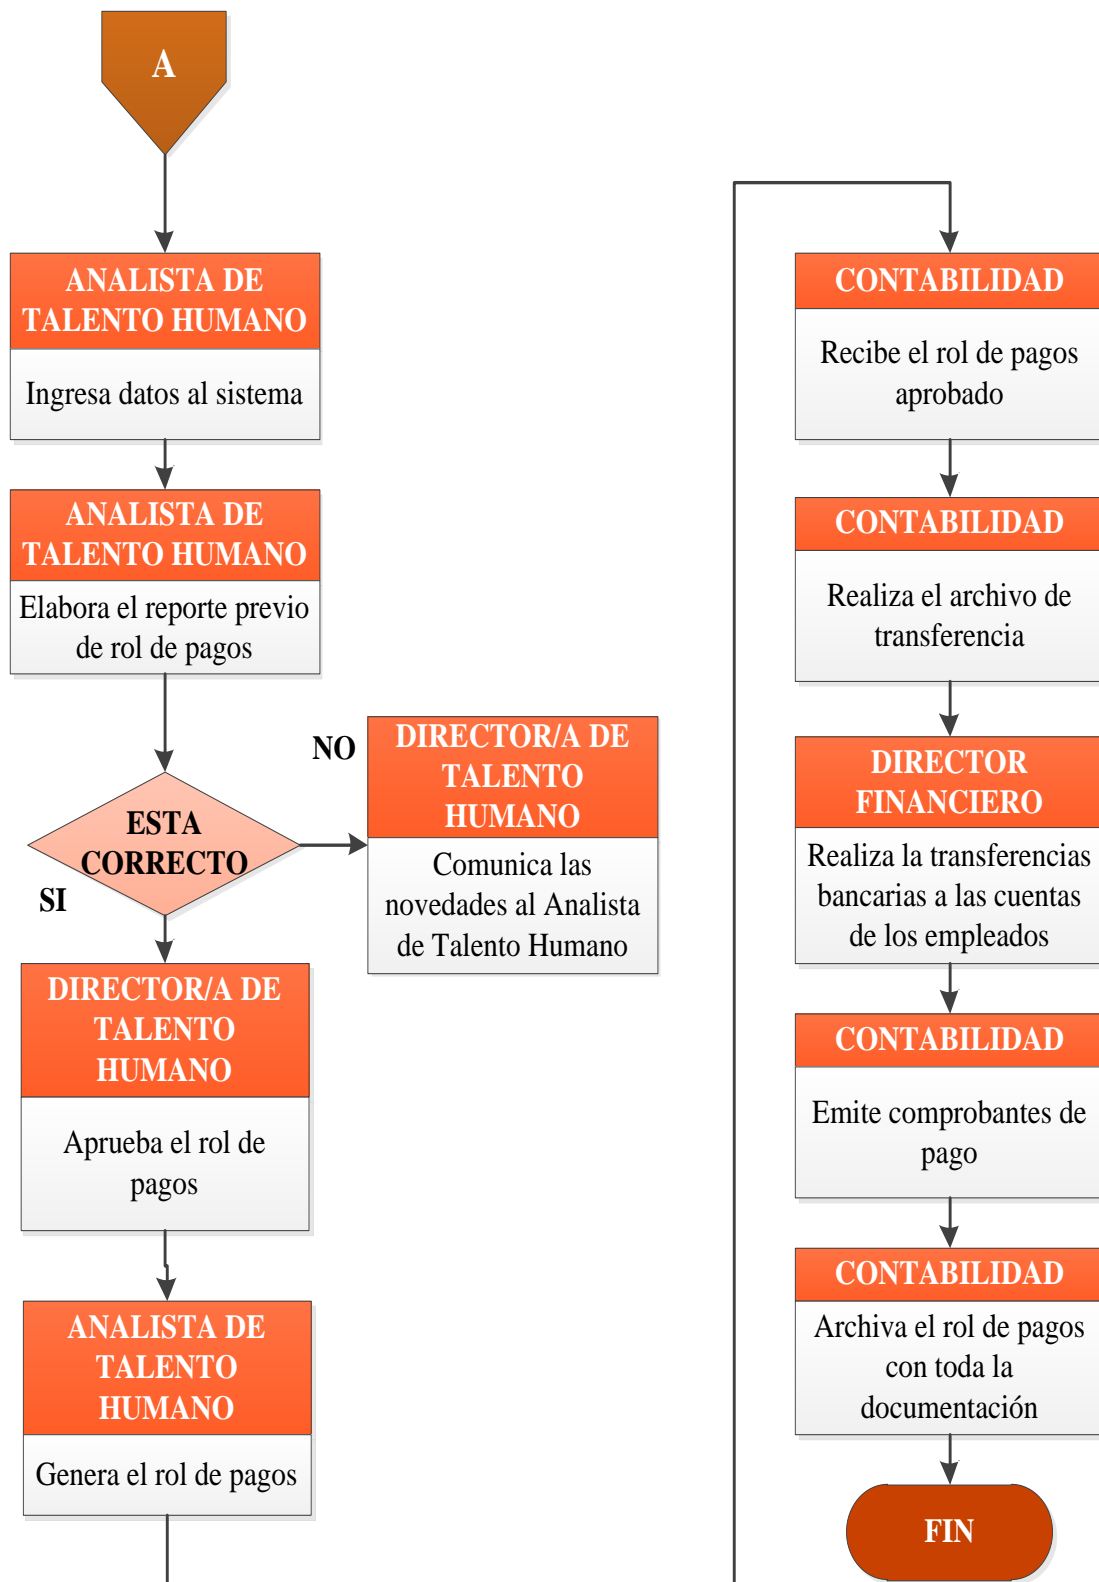 A
ANALISTA DE
TALENTO HUMANO
Ingresa datos al sistema
ANALISTA DE
TALENTO HUMANO
Elabora el reporte previo
de rol de pagos
ESTA
CORRECTO
NO
SI
DIRECTOR/A DE
TALENTO
HUMANO
Comunica las
novedades al Analista
de Talento Humano
DIRECTOR/A DE
TALENTO
HUMANO
Aprueba el rol de
pagos
ANALISTA DE
TALENTO
HUMANO
Genera el rol de pagos
CONTABILIDAD
Recibe el rol de pagos
aprobado
CONTABILIDAD
Realiza el archivo de
transferencia
DIRECTOR
FINANCIERO
Realiza la transferencias
bancarias a las cuentas
de los empleados
CONTABILIDAD
Emite comprobantes de
pago
CONTABILIDAD
Archiva el rol de pagos
con toda la
documentación
FIN